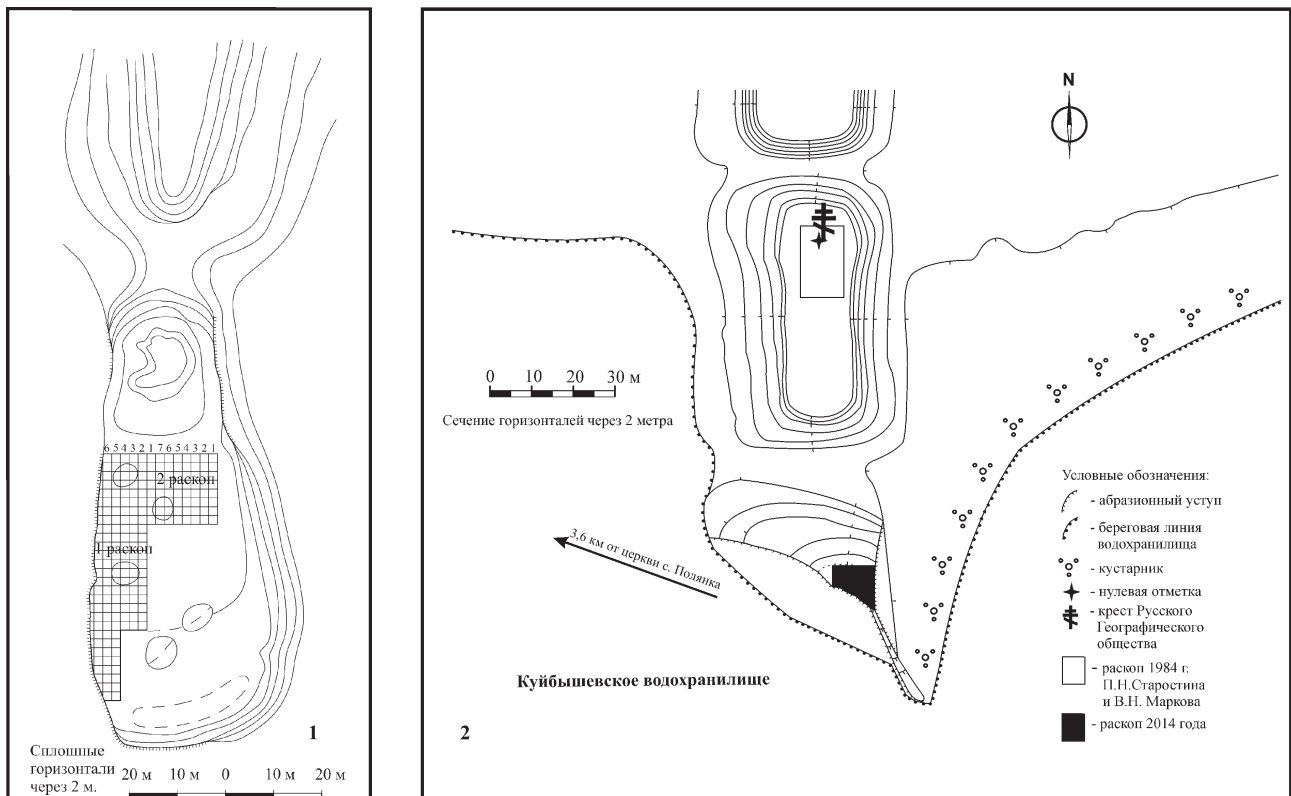 6 5 4 3 2 1 7 6 5 4 3 2 1
2 раскоп
1 раскоп
1
Сплошные
горизонтали
через 2 м.
20 м 10 м 0 10 м 20 м
N
0 10 20 30 м
Сечение горизонталей через 2 метра
3,6 км от церкви с. Полянка
Куйбышевское водохранилище
2
Условные обозначения:
- абразионный уступ
- береговая линия
водохранилища
- кустарник
- нулевая отметка
- крест Русского
Географического
общества
- раскоп 1984 г.
П.Н.Старостина
и В.Н. Маркова
- раскоп 2014 года